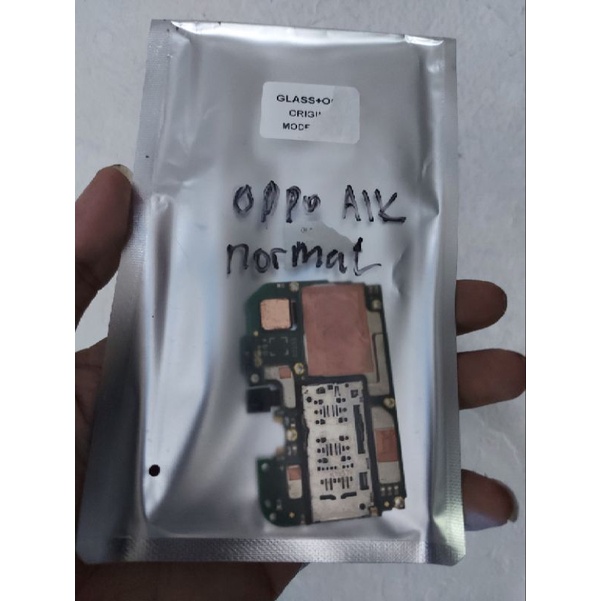 GLASS+O
ORIGI
MODE
OPPO A1K
normal